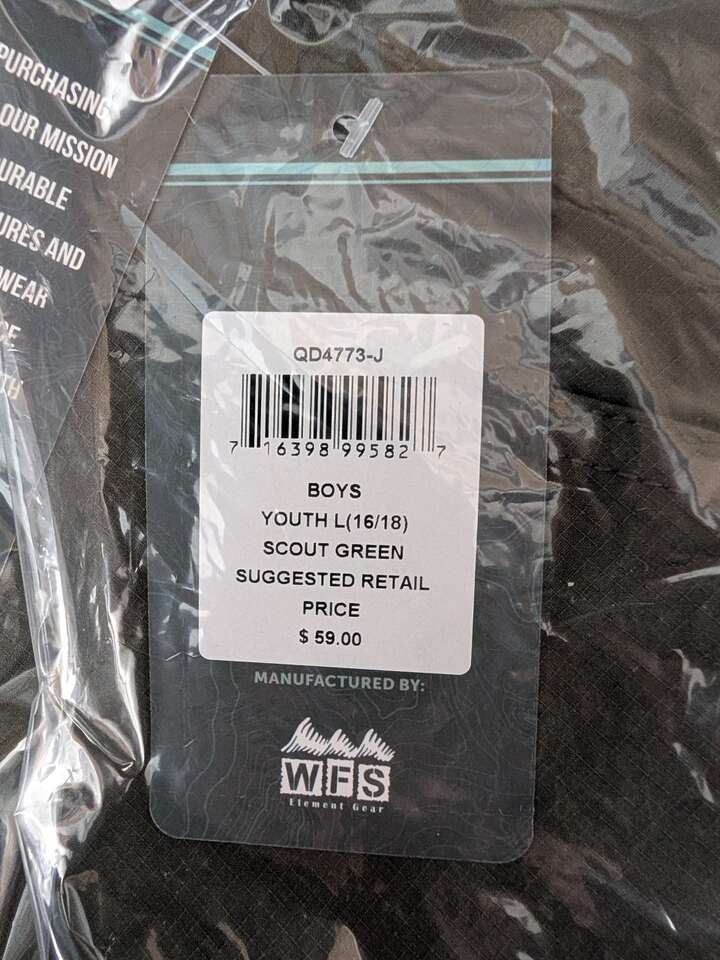 PURCHASING
OUR MISSION
URABLE
URES AND
WEAR
QD4773-J
7 16398 99582 7
BOYS
YOUTH L(16/18)
SCOUT GREEN
SUGGESTED RETAIL
PRICE
$ 59.00
MANUFACTURED BY:
WFS
Element Gear